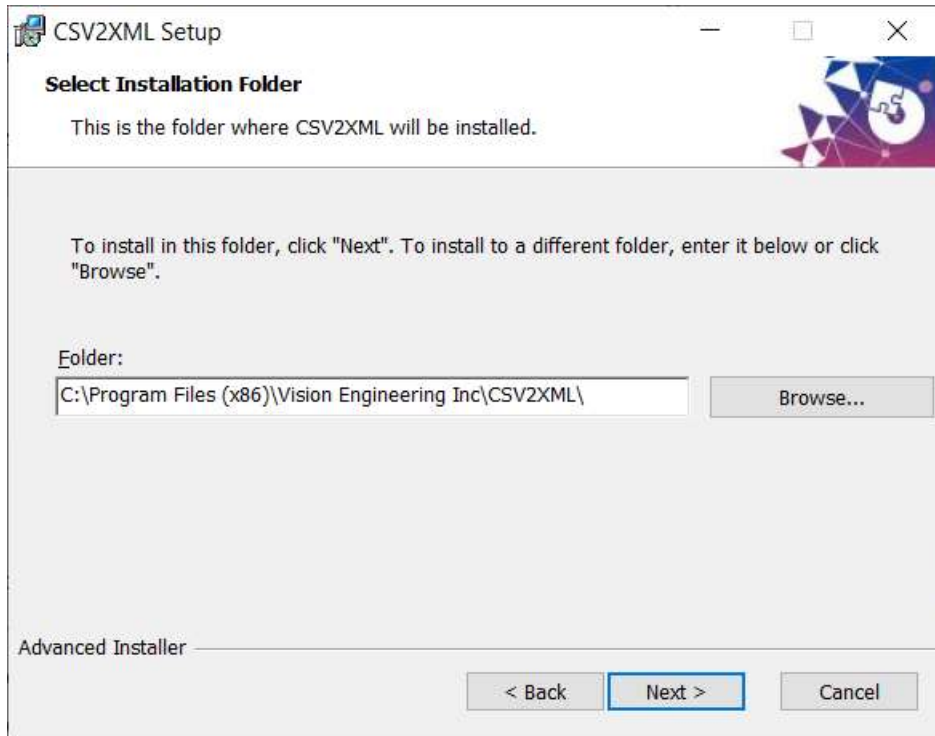 CSV2XML Setup
Select Installation Folder
This is the folder where CSV2XML will be installed.
To install in this folder, click "Next". To install to a different folder, enter it below or click
"Browse".
Folder:
C:\Program Files (x86)\Vision Engineering Inc\CSV2XML\
Browse...
Advanced Installer
< Back
Next >
Cancel